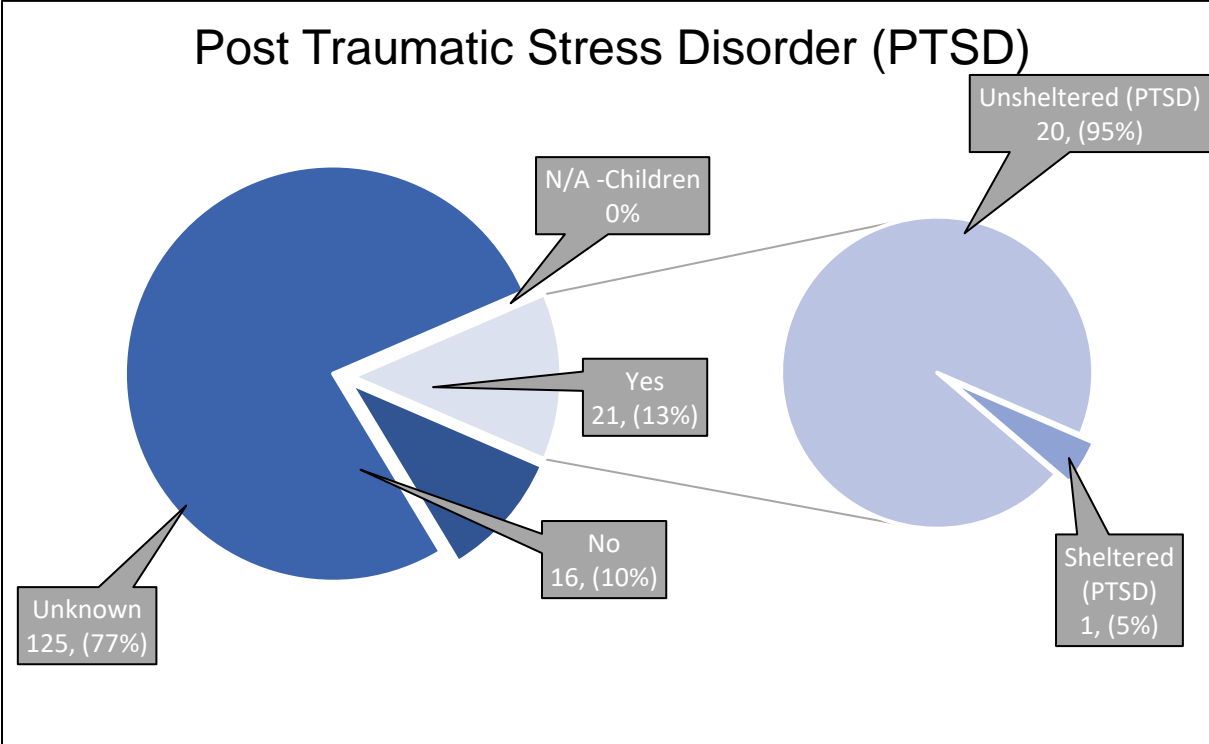 Post Traumatic Stress Disorder (PTSD)
Unsheltered (PTSD)
20, (95%)
N/A -Children
0%
Yes
21, (13%)
No
16, (10%)
Sheltered
(PTSD)
1, (5%)
Unknown
125, (77%)